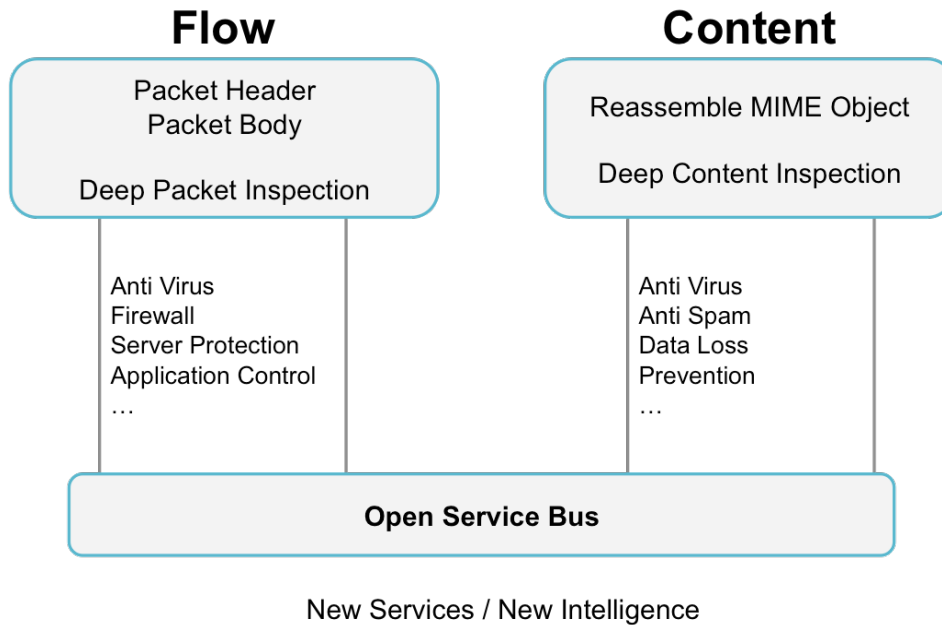 Flow
Packet Header
Packet Body
Deep Packet Inspection
Anti Virus
Firewall
Server Protection
Application Control
…
Content
Reassemble MIME Object
Deep Content Inspection
Anti Virus
Anti Spam
Data Loss
Prevention
…
Open Service Bus
New Services / New Intelligence